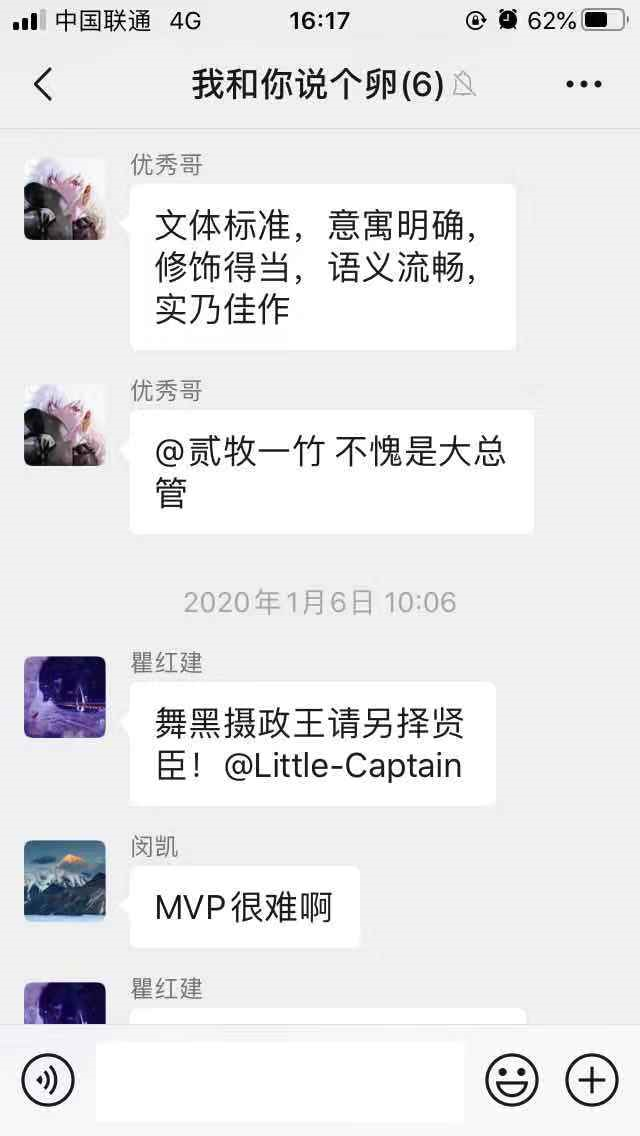 中国联通 4G 16:17 62%
我和你说个卵(6)
优秀哥
文体标准，意寓明确，
修饰得当，语义流畅，
实乃佳作
优秀哥
@贰牧一竹 不愧是大总
管
2020年1月6日 10:06
瞿红建
舞黑摄政王请另择贤
臣！@Little-Captain
闵凯
MVP很难啊
瞿红建